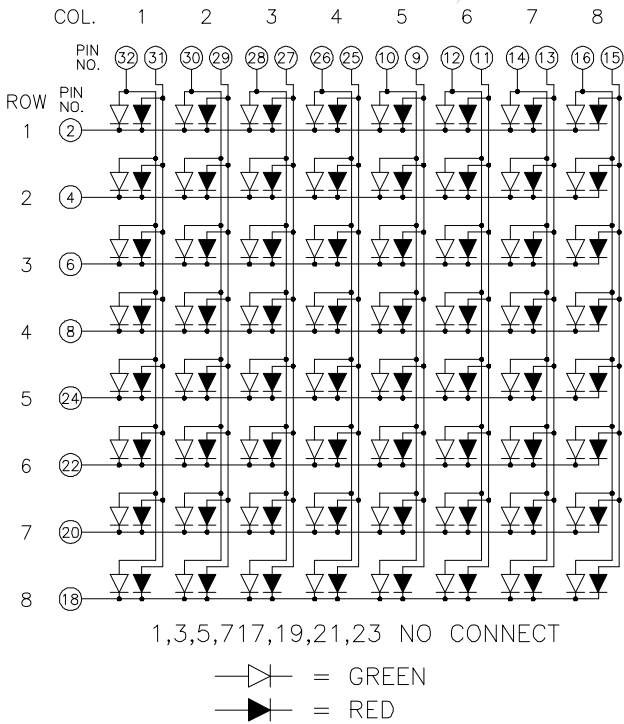 COL. 1 2 3 4 5 6 7 8
PIN NO. 32 31 30 29 28 27 26 25 10 9 12 11 14 13 16 15
ROW PIN NO.
1 2
2 4
3 6
4 8
5 24
6 22
7 20
8 18
1,3,5,717,19,21,23 NO CONNECT
= GREEN
= RED